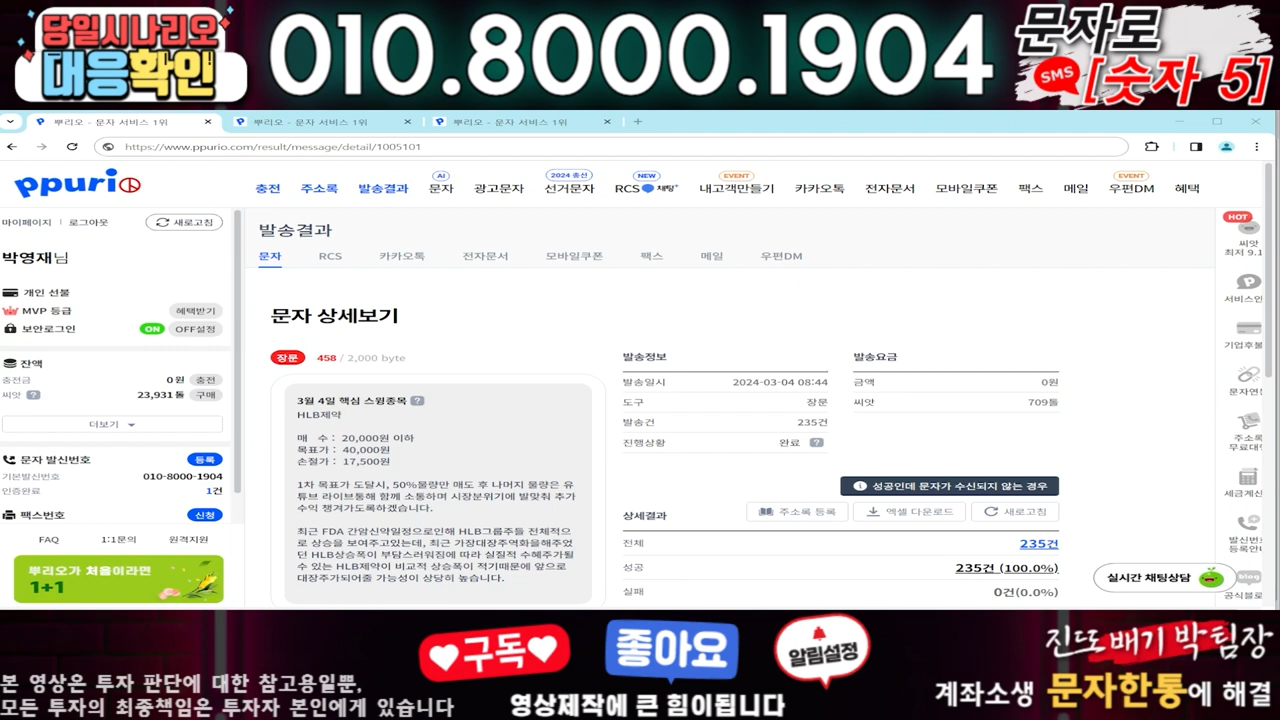 당일시나리오
대응확인
010.8000.1904
문자로
SMS [숫자 5]
뿌리오 - 문자 서비스 1위
뿌리오 - 문자 서비스 1위
뿌리오 - 문자 서비스 1위
https://www.ppurio.com/result/message/detail/1005101
ppurio
충전
주소록
발송결과
AI
문자
광고문자
2024 총선
선거문자
NEW
RCS 채팅+
EVENT
내고객만들기
카카오톡
전자문서
모바일쿠폰
팩스
메일
EVENT
우편DM
혜택
마이페이지 | 로그아웃
새로고침
박영재님
개인 선불
MVP 등급
혜택받기
보안로그인
ON
OFF설정
잔액
충전금
0 원
충전
씨앗 ?
23,931 톨
구매
더보기
문자 발신번호
등록
기본발신번호
010-8000-1904
인증완료
1건
팩스번호
신청
FAQ
1:1문의
원격지원
뿌리오가 처음이라면
1+1
발송결과
문자
RCS
카카오톡
전자문서
모바일쿠폰
팩스
메일
우편DM
문자 상세보기
장문
458 / 2,000 byte
3월 4일 핵심 스윙종목 ?
HLB제약
매 수 : 20,000원 이하
목표가 : 40,000원
손절가 : 17,500원
1차 목표가 도달시, 50%물량만 매도 후 나머지 물량은 유
튜브 라이브통해 함께 소통하며 시장분위기에 발맞춰 추가
수익 챙겨가도록하겠습니다.
최근 FDA 간암신약일정으로인해 HLB그룹주들 전체적으
로 상승을 보여주고있는데, 최근 가장대장주역화을해주었
던 HLB상승폭이 부담스러워짐에 따라 실질적 수혜주가될
수 있는 HLB제약이 비교적 상승폭이 적기때문에 앞으로
대장주가되어줄 가능성이 상당히 높습니다.
발송정보
발송일시
2024-03-04 08:44
도구
장문
발송건
235건
진행상황
완료 ?
발송요금
금액
0원
씨앗
709톨
성공인데 문자가 수신되지 않는 경우
상세결과
주소록 등록
엑셀 다운로드
새로고침
전체
235건
성공
235건 (100.0%)
실패
0건(0.0%)
HOT
씨앗
최저 9.1
서비스안
기업후불
문자연동
주소록
무료대행
세금계산
발신번호
등록안내
blog
공식블로
실시간 채팅상담
본 영상은 투자 판단에 대한 참고용일뿐,
모든 투자의 최종책임은 투자자 본인에게 있습니다
구독
좋아요
알림설정
영상제작에 큰 힘이됩니다
진또배기 박팀장
계좌소생 문자한통에 해결